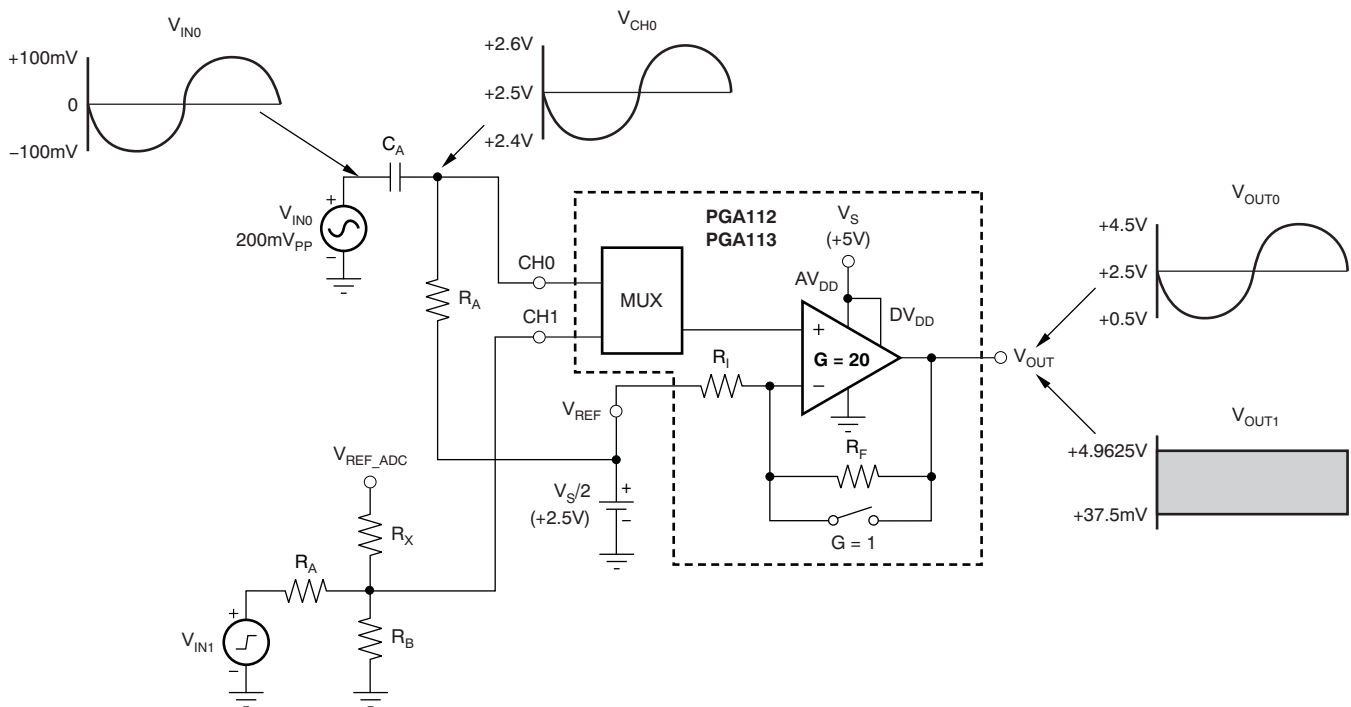 V_IN0
+100mV
0
−100mV
V_CH0
+2.6V
+2.5V
+2.4V
C_A
+
V_IN0
200mV_PP
−
R_A
CH0
CH1
MUX
PGA112
PGA113
V_S
(+5V)
AV_DD
DV_DD
+
G = 20
−
R_I
V_REF
R_F
G = 1
V_OUT
V_OUT0
+4.5V
+2.5V
+0.5V
V_OUT1
+4.9625V
+37.5mV
V_REF_ADC
V_S/2
(+2.5V)
+
−
R_X
R_A
+
V_IN1
−
R_B